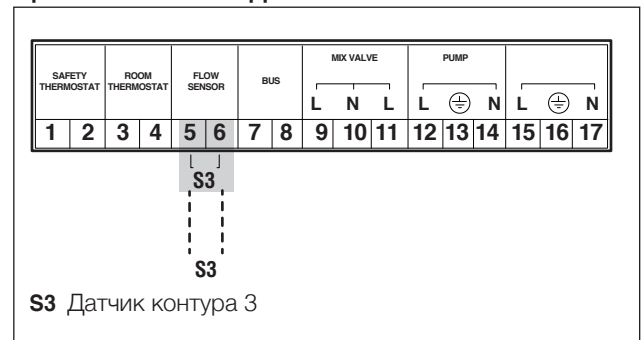 SAFETY THERMOSTAT ROOM THERMOSTAT FLOW SENSOR BUS MIX VALVE PUMP
L N L L N L N
1 2 3 4 5 6 7 8 9 10 11 12 13 14 15 16 17
S3
S3
S3 Датчик контура 3